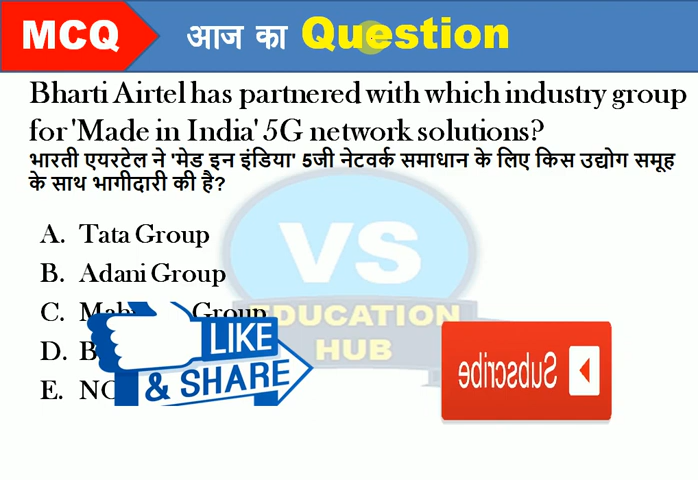 MCQ
आज का Question
Bharti Airtel has partnered with which industry group
for 'Made in India' 5G network solutions?
भारती एयरटेल ने 'मेड इन इंडिया' 5जी नेटवर्क समाधान के लिए किस उद्योग समूह
के साथ भागीदारी की है?
VS
EDUCATION
HUB
A. Tata Group
B. Adani Group
C. Group
D.
E.
LIKE
& SHARE
Subscribe